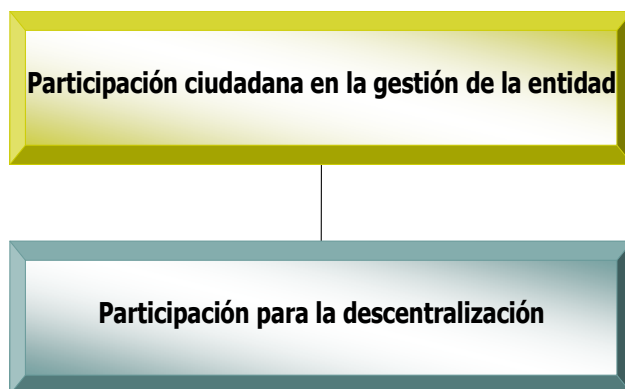 Participación ciudadana en la gestión de la entidad
Participación para la descentralización